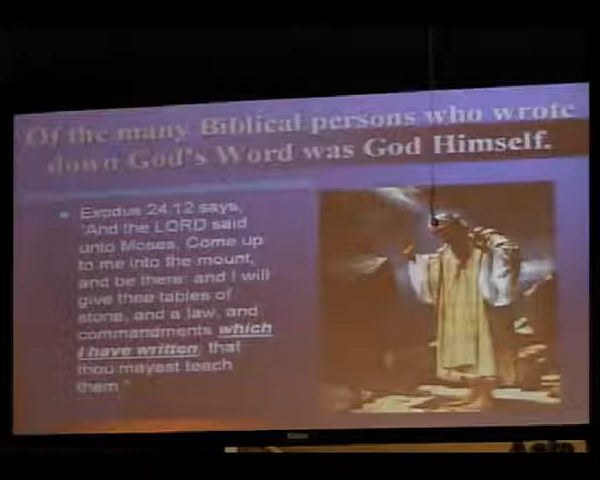 Of the many Biblical persons who wrote
down God's Word was God Himself.
Exodus 24:12 says,
"And the LORD said
unto Moses, Come up
to me into the mount,
and be there: and I will
give thee tables of
stone, and a law, and
commandments which
I have written; that
thou mayest teach
them."